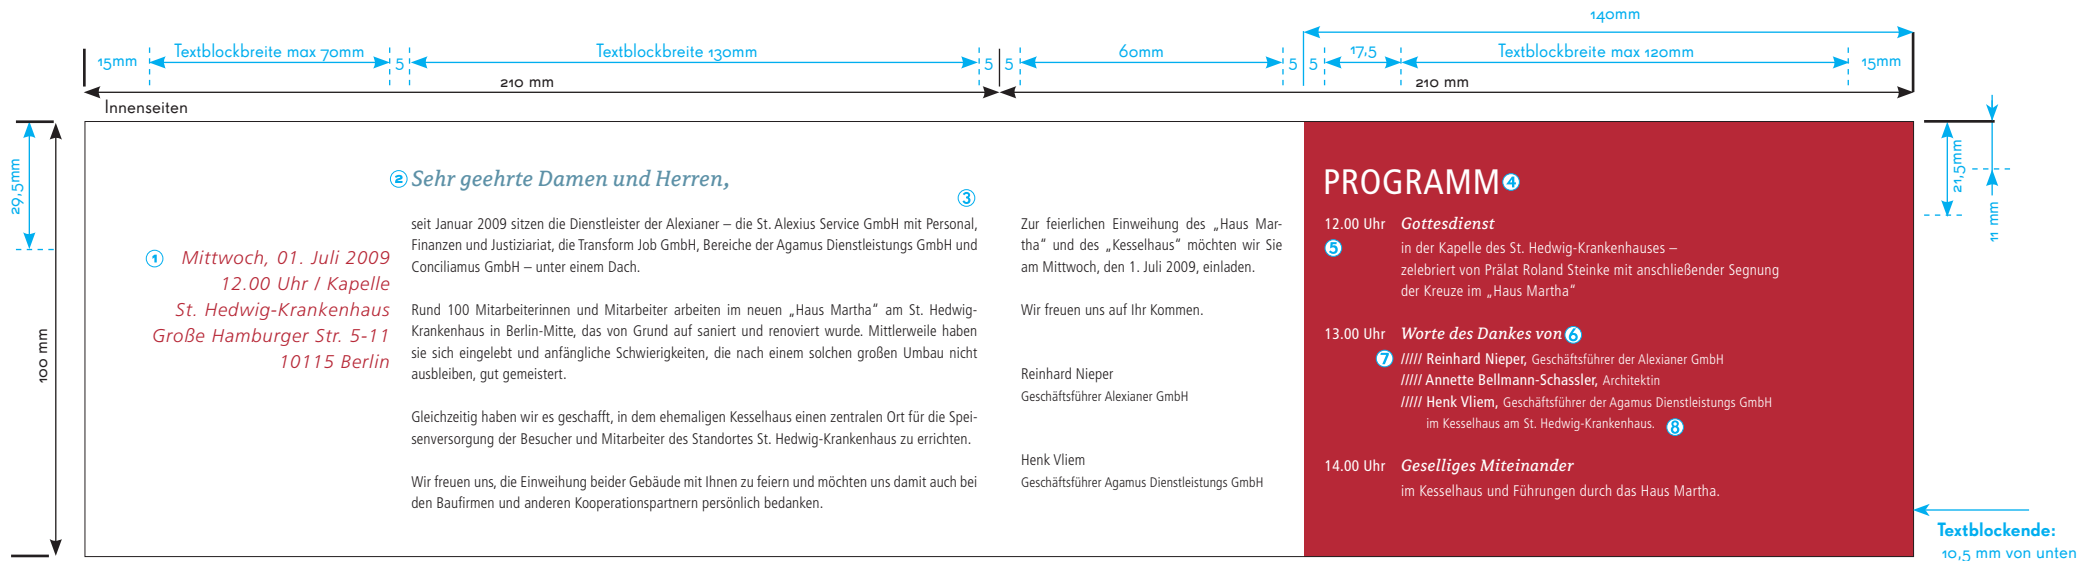 140mm
15mm
Textblockbreite max 70mm
5
Textblockbreite 130mm
5
5
60mm
5
5
17,5
Textblockbreite max 120mm
15mm
210 mm
210 mm
Innenseiten
29,5mm
100 mm
21,5mm
11 mm
1
Mittwoch, 01. Juli 2009
12.00 Uhr / Kapelle
St. Hedwig-Krankenhaus
Große Hamburger Str. 5-11
10115 Berlin
2 Sehr geehrte Damen und Herren,
3
seit Januar 2009 sitzen die Dienstleister der Alexianer – die St. Alexius Service GmbH mit Personal,
Finanzen und Justiziariat, die Transform Job GmbH, Bereiche der Agamus Dienstleistungs GmbH und
Conciliamus GmbH – unter einem Dach.
Rund 100 Mitarbeiterinnen und Mitarbeiter arbeiten im neuen „Haus Martha“ am St. Hedwig-
Krankenhaus in Berlin-Mitte, das von Grund auf saniert und renoviert wurde. Mittlerweile haben
sie sich eingelebt und anfängliche Schwierigkeiten, die nach einem solchen großen Umbau nicht
ausbleiben, gut gemeistert.
Gleichzeitig haben wir es geschafft, in dem ehemaligen Kesselhaus einen zentralen Ort für die Spei-
senversorgung der Besucher und Mitarbeiter des Standortes St. Hedwig-Krankenhaus zu errichten.
Wir freuen uns, die Einweihung beider Gebäude mit Ihnen zu feiern und möchten uns damit auch bei
den Baufirmen und anderen Kooperationspartnern persönlich bedanken.
Zur feierlichen Einweihung des „Haus Mar-
tha“ und des „Kesselhaus“ möchten wir Sie
am Mittwoch, den 1. Juli 2009, einladen.
Wir freuen uns auf Ihr Kommen.
Reinhard Nieper
Geschäftsführer Alexianer GmbH
Henk Vliem
Geschäftsführer Agamus Dienstleistungs GmbH
PROGRAMM 4
12.00 Uhr Gottesdienst
5
in der Kapelle des St. Hedwig-Krankenhauses –
zelebriert von Prälat Roland Steinke mit anschließender Segnung
der Kreuze im „Haus Martha“
13.00 Uhr Worte des Dankes von 6
7 ///// Reinhard Nieper, Geschäftsführer der Alexianer GmbH
///// Annette Bellmann-Schassler, Architektin
///// Henk Vliem, Geschäftsführer der Agamus Dienstleistungs GmbH
im Kesselhaus am St. Hedwig-Krankenhaus. 8
14.00 Uhr Geselliges Miteinander
im Kesselhaus und Führungen durch das Haus Martha.
Textblockende:
10,5 mm von unten